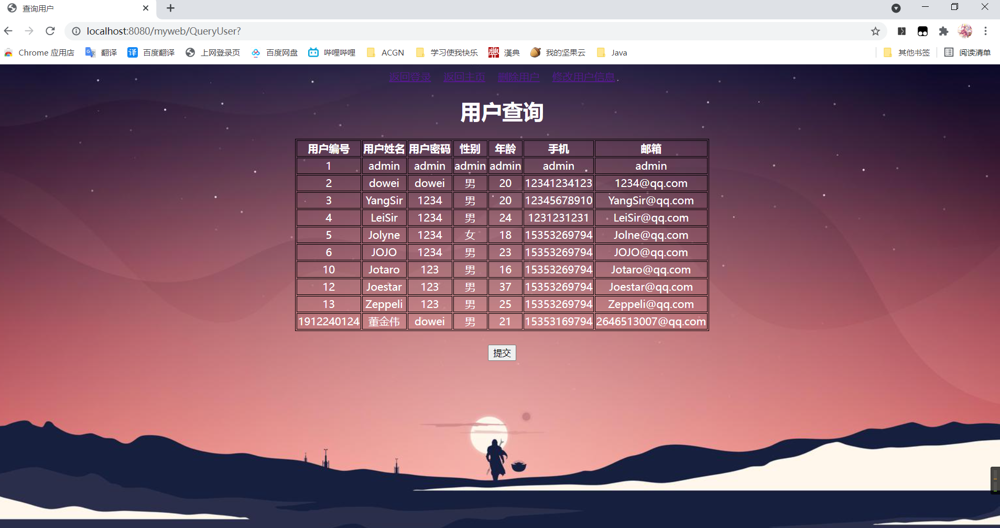 查询用户
localhost:8080/myweb/QueryUser?
Chrome 应用店 翻译 百度翻译 上网登录页 百度网盘 哔哩哔哩 ACGN 学习使我快乐 漢典 我的坚果云 Java 其他书签 阅读清单
返回登录 返回主页 删除用户 修改用户信息
用户查询
用户编号 用户姓名 用户密码 性别 年龄 手机 邮箱
1 admin admin admin admin admin admin
2 dowei dowei 男 20 12341234123 1234@qq.com
3 YangSir 1234 男 20 12345678910 YangSir@qq.com
4 LeiSir 1234 男 24 1231231231 LeiSir@qq.com
5 Jolyne 1234 女 18 15353269794 Jolne@qq.com
6 JOJO 1234 男 23 15353269794 JOJO@qq.com
10 Jotaro 123 男 16 15353269794 Jotaro@qq.com
12 Joestar 123 男 37 15353269794 Joestar@qq.com
13 Zeppeli 123 男 25 15353269794 Zeppeli@qq.com
1912240124 董金伟 dowei 男 21 15353169794 2646513007@qq.com
提交